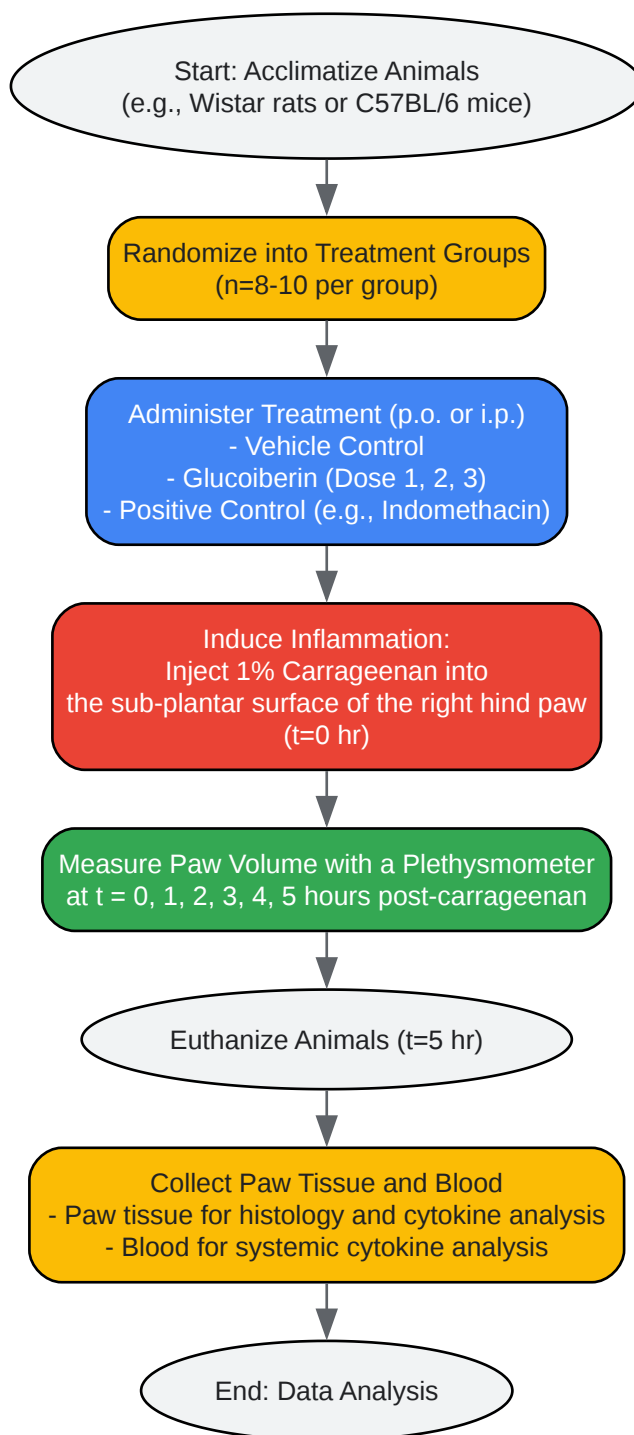 Start: Acclimatize Animals
(e.g., Wistar rats or C57BL/6 mice)
Randomize into Treatment Groups
(n=8-10 per group)
Administer Treatment (p.o. or i.p.)
- Vehicle Control
- Glucoiberin (Dose 1, 2, 3)
- Positive Control (e.g., Indomethacin)
Induce Inflammation:
Inject 1% Carrageenan into
the sub-plantar surface of the right hind paw
(t=0 hr)
Measure Paw Volume with a Plethysmometer
at t = 0, 1, 2, 3, 4, 5 hours post-carrageenan
Euthanize Animals (t=5 hr)
Collect Paw Tissue and Blood
- Paw tissue for histology and cytokine analysis
- Blood for systemic cytokine analysis
End: Data Analysis